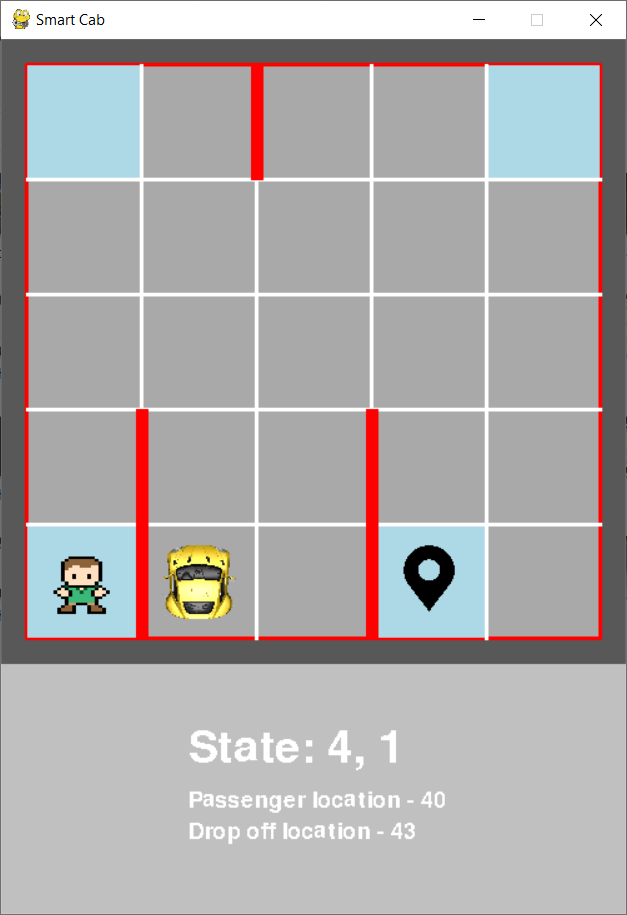 Smart Cab
State: 4, 1
Passenger location - 40
Drop off location - 43